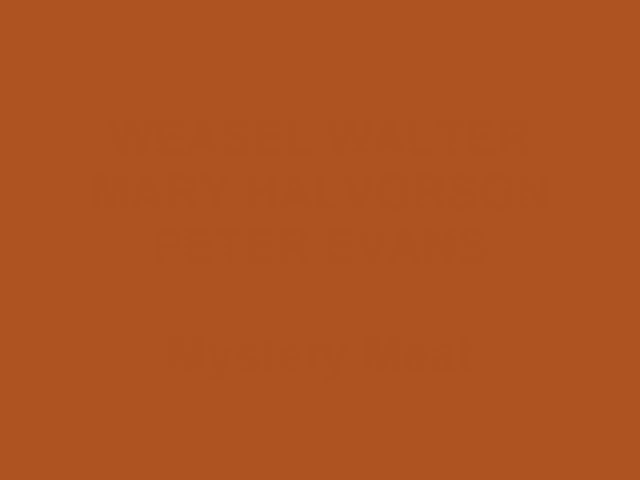 WEASEL WALTER
MARY HALVORSON
PETER EVANS
Mystery Meat